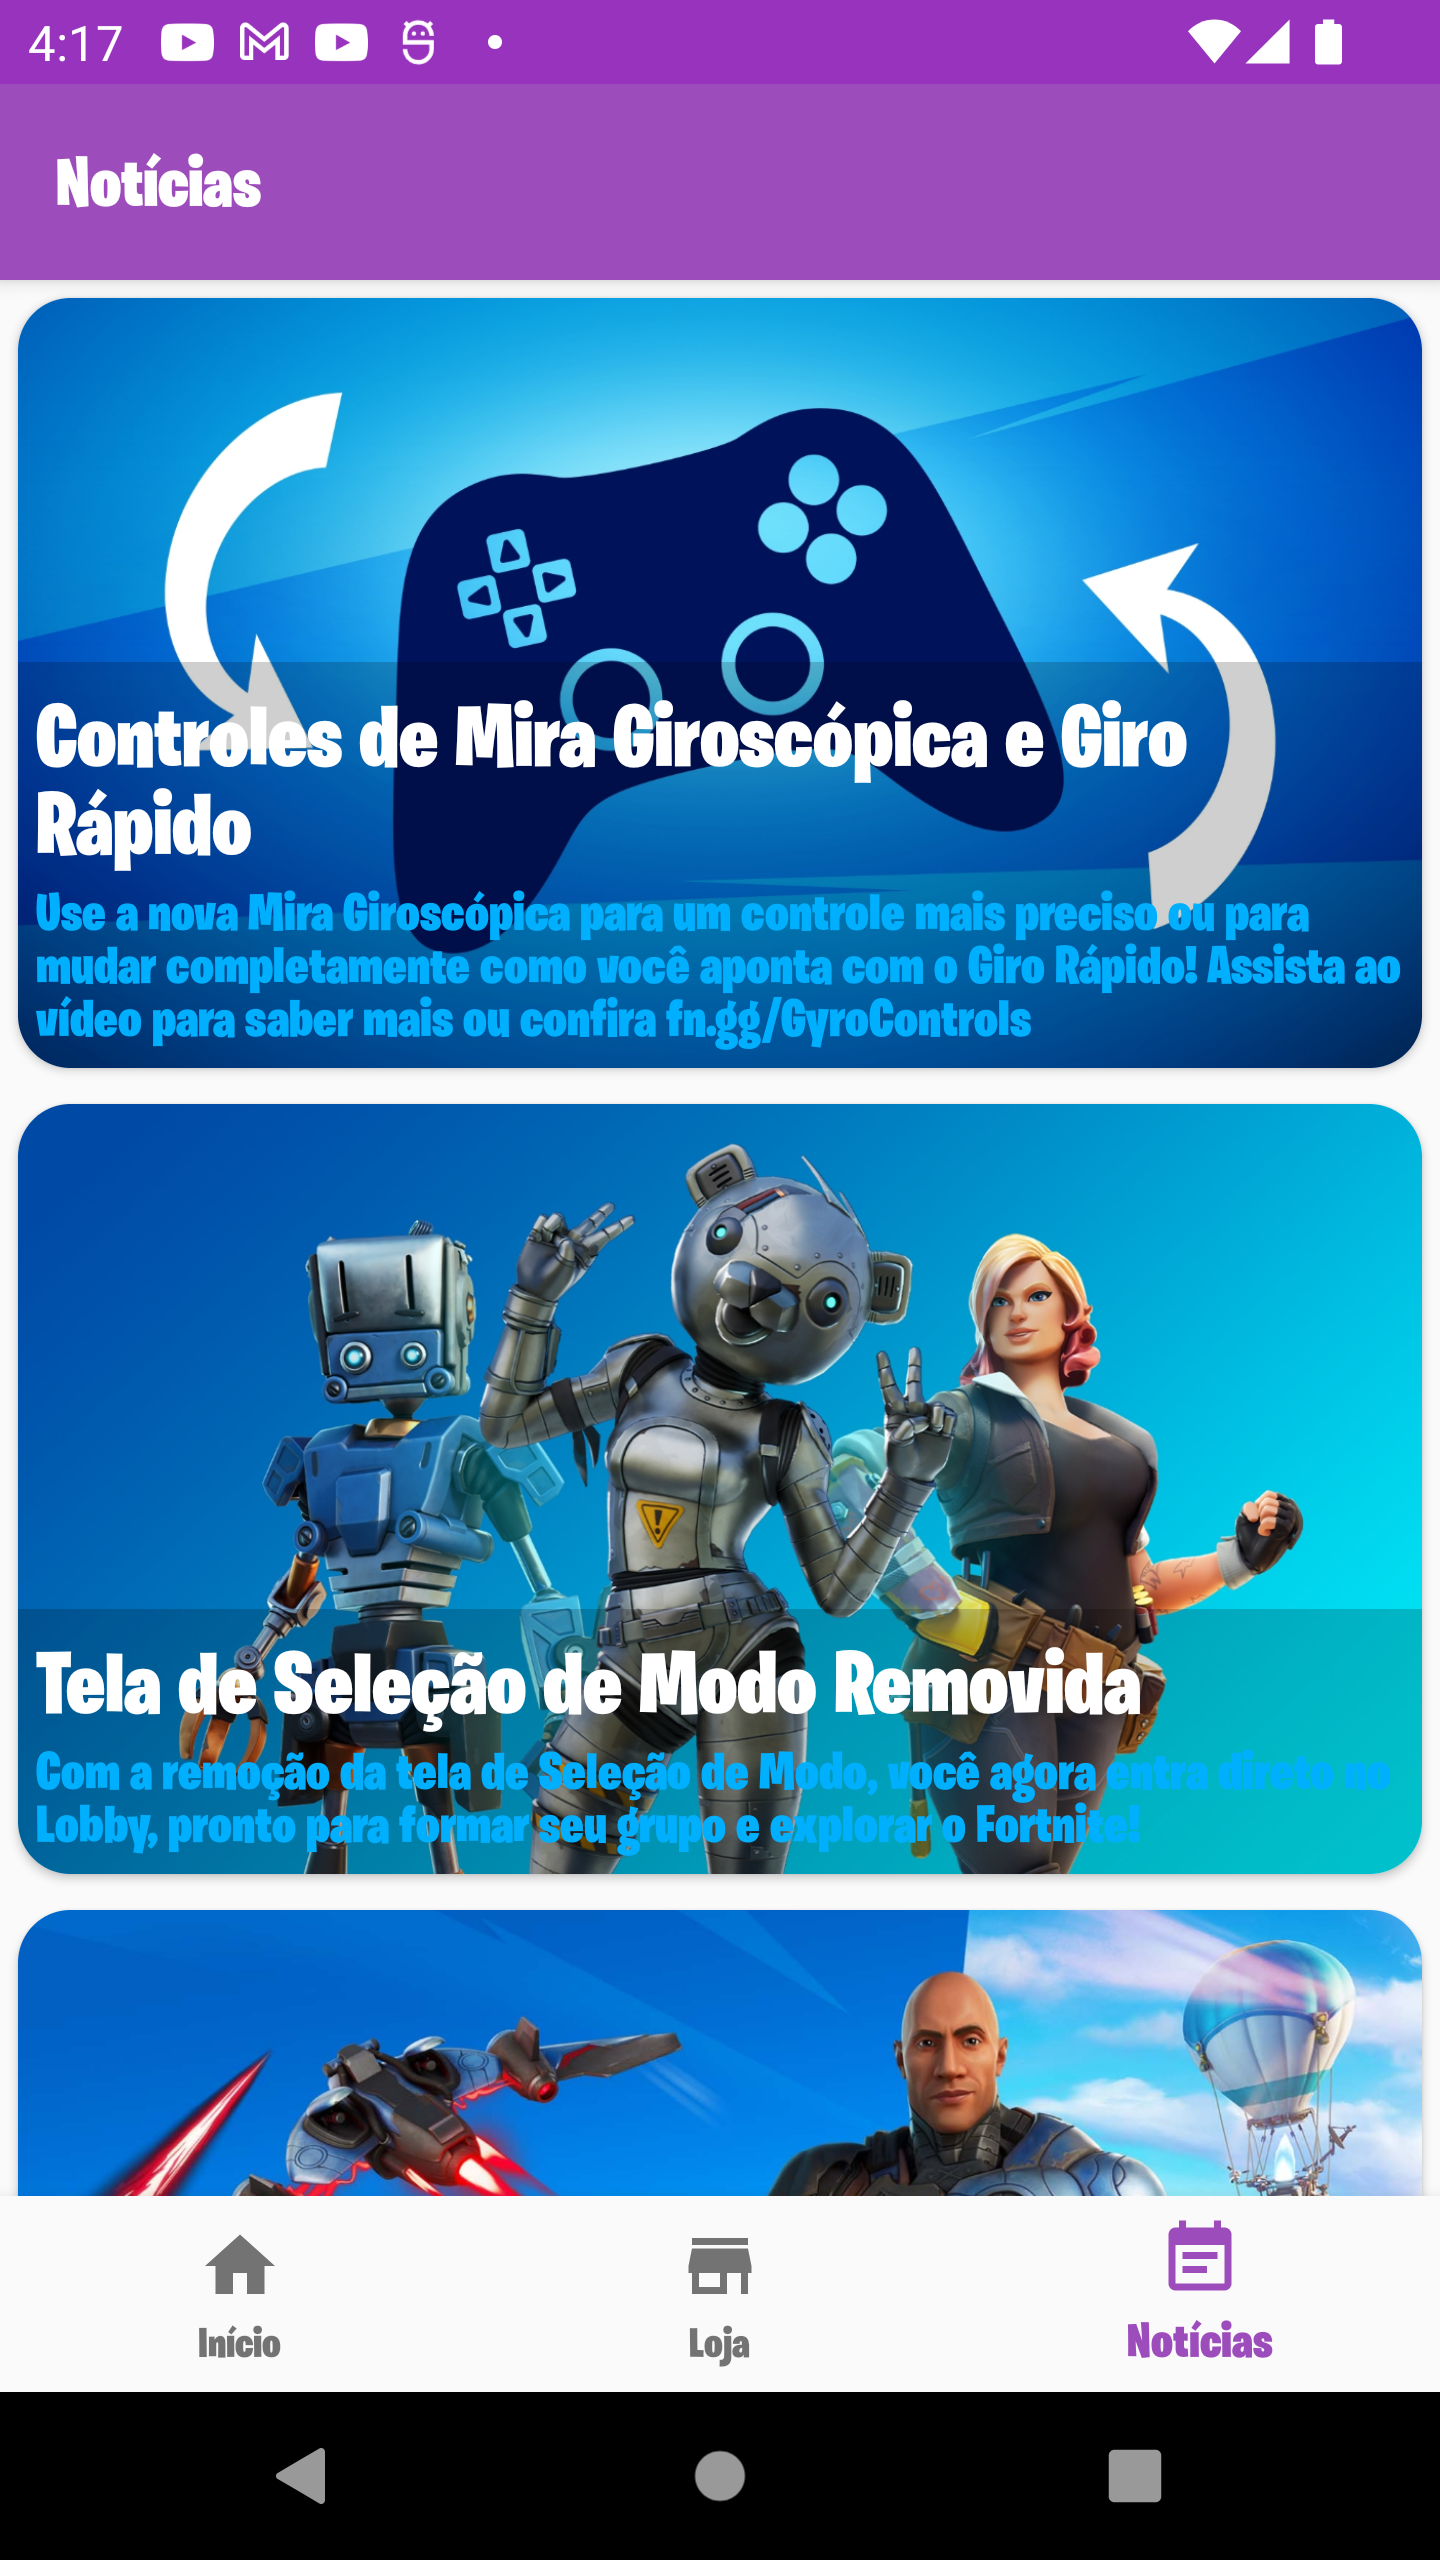 4:17
Notícias
Controles de Mira Giroscópica e Giro
Rápido
Use a nova Mira Giroscópica para um controle mais preciso ou para
mudar completamente como você aponta com o Giro Rápido! Assista ao
vídeo para saber mais ou confira fn.gg/GyroControls
Tela de Seleção de Modo Removida
Com a remoção da tela de Seleção de Modo, você agora entra direto no
Lobby, pronto para formar seu grupo e explorar o Fortnite!
Início
Loja
Notícias